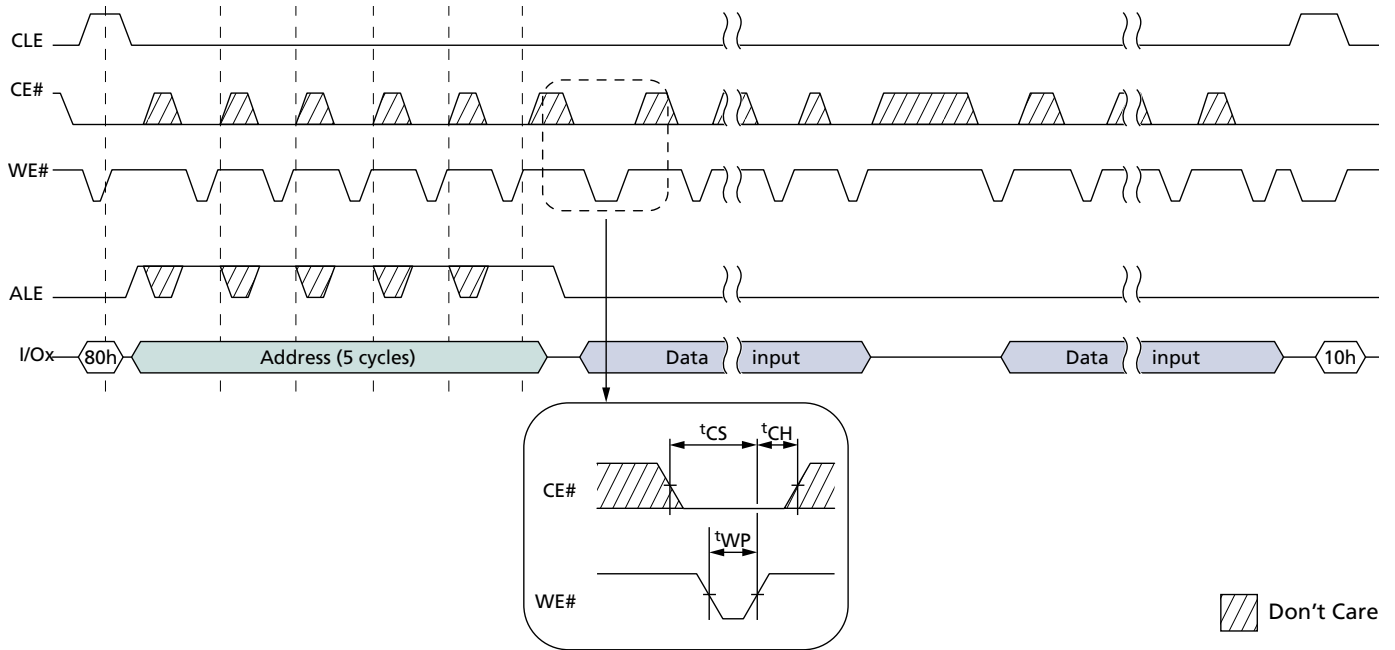 CLE
CE#
WE#
ALE
I/Ox
80h
Address (5 cycles)
Data input
Data input
10h
tCS
tCH
CE#
tWP
WE#
Don't Care